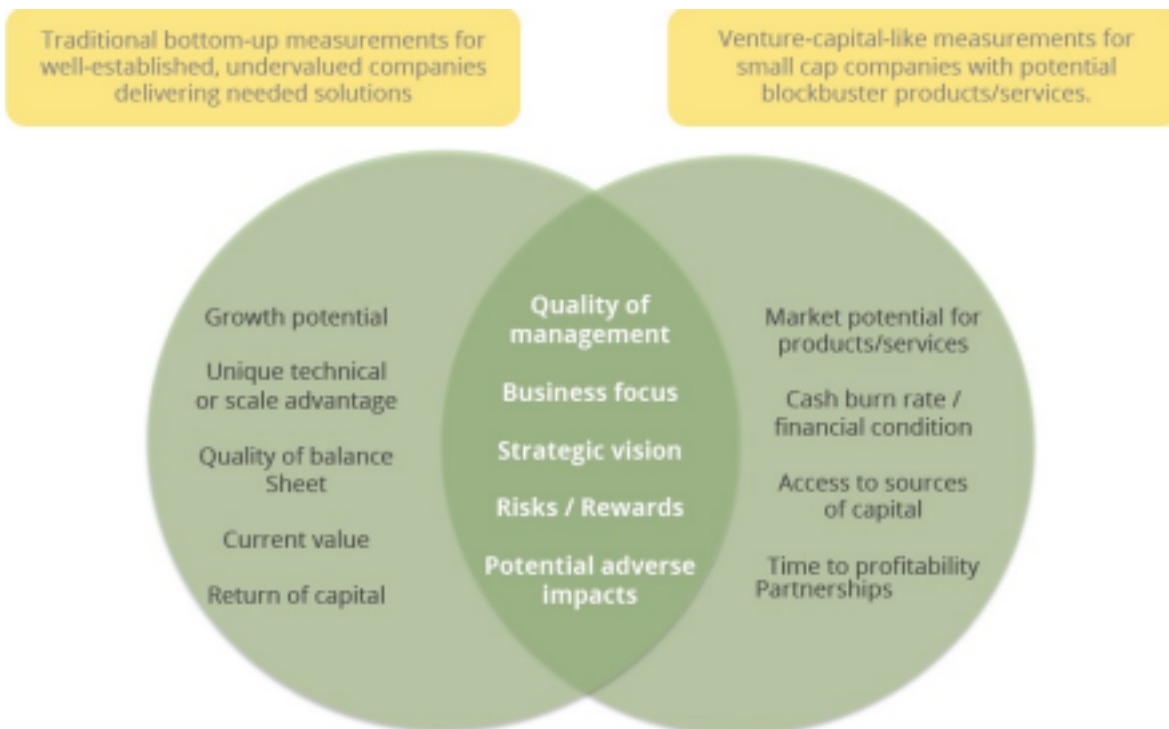 Traditional bottom-up measurements for
well-established, undervalued companies
delivering needed solutions
Venture-capital-like measurements for
small cap companies with potential
blockbuster products/services.
Growth potential
Unique technical
or scale advantage
Quality of balance
Sheet
Current value
Return of capital
Quality of
management
Business focus
Strategic vision
Risks / Rewards
Potential adverse
impacts
Market potential for
products/services
Cash burn rate /
financial condition
Access to sources
of capital
Time to profitability
Partnerships